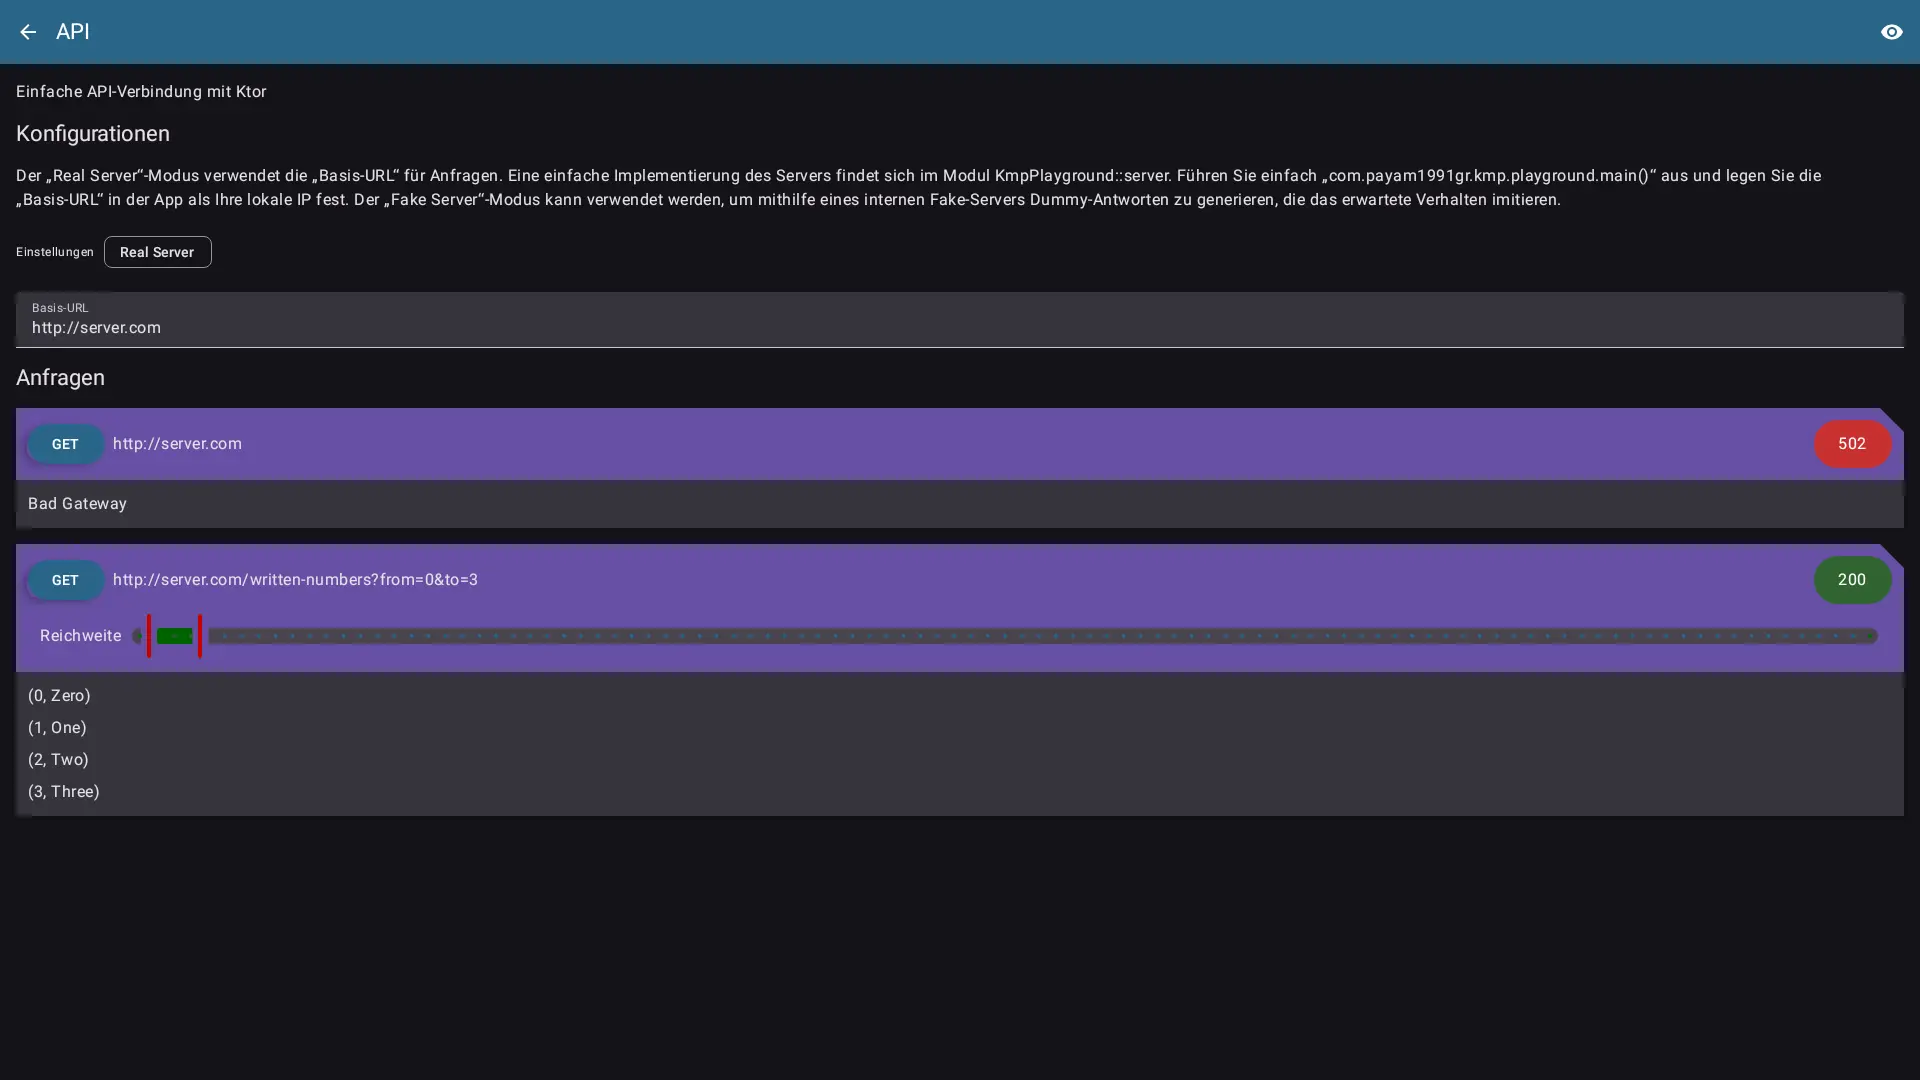 API
Einfache API-Verbindung mit Ktor
Konfigurationen
Der „Real Server“-Modus verwendet die „Basis-URL“ für Anfragen. Eine einfache Implementierung des Servers findet sich im Modul KmpPlayground::server. Führen Sie einfach „com.payam1991gr.kmp.playground.main()“ aus und legen Sie die
„Basis-URL“ in der App als Ihre lokale IP fest. Der „Fake Server“-Modus kann verwendet werden, um mithilfe eines internen Fake-Servers Dummy-Antworten zu generieren, die das erwartete Verhalten imitieren.
Einstellungen Real Server
Basis-URL
http://server.com
Anfragen
GET http://server.com 502
Bad Gateway
GET http://server.com/written-numbers?from=0&to=3 200
Reichweite
(0, Zero)
(1, One)
(2, Two)
(3, Three)